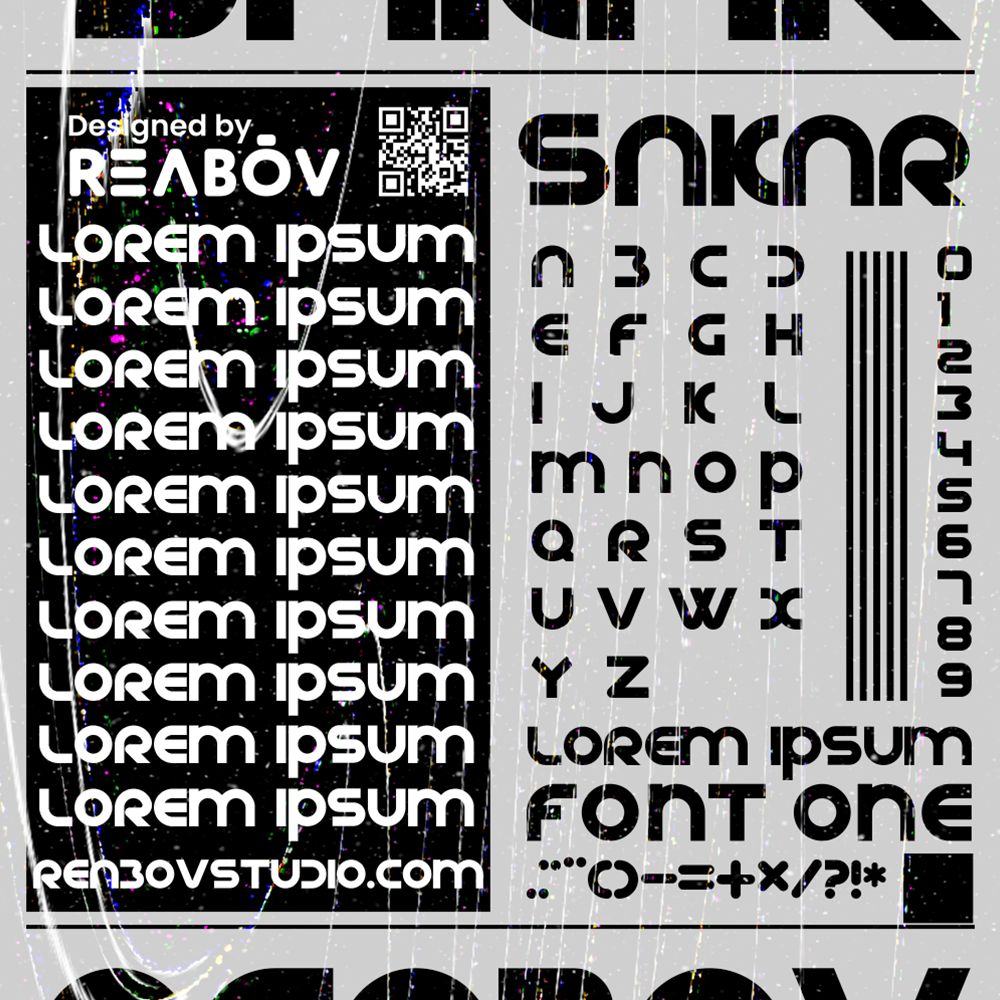 Designed by
REABŌV
LOREM IPSUM
LOREM IPSUM
LOREM IPSUM
LOREM IPSUM
LOREM IPSUM
LOREM IPSUM
LOREM IPSUM
LOREM IPSUM
LOREM IPSUM
LOREM IPSUM
REABOVSTUDIO.COM
SAKAR
A B C D
E F G H
I J K L
M N O P
Q R S T
U V W X
Y Z
0
1
2
3
4
5
6
7
8
9
LOREM IPSUM
FONT ONE
.:""()-=+×/?!*